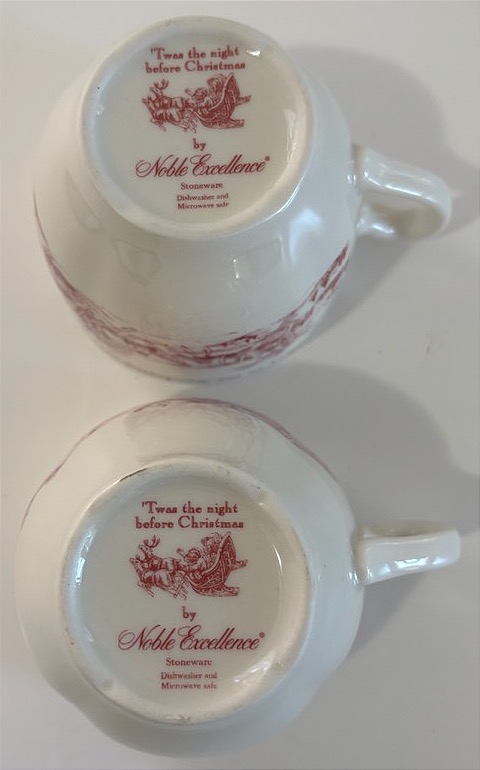 'Twas the night
before Christmas
by
Noble Excellence®
Stoneware
Dishwasher and
Microwave safe
'Twas the night
before Christmas
by
Noble Excellence®
Stoneware
Dishwasher and
Microwave safe